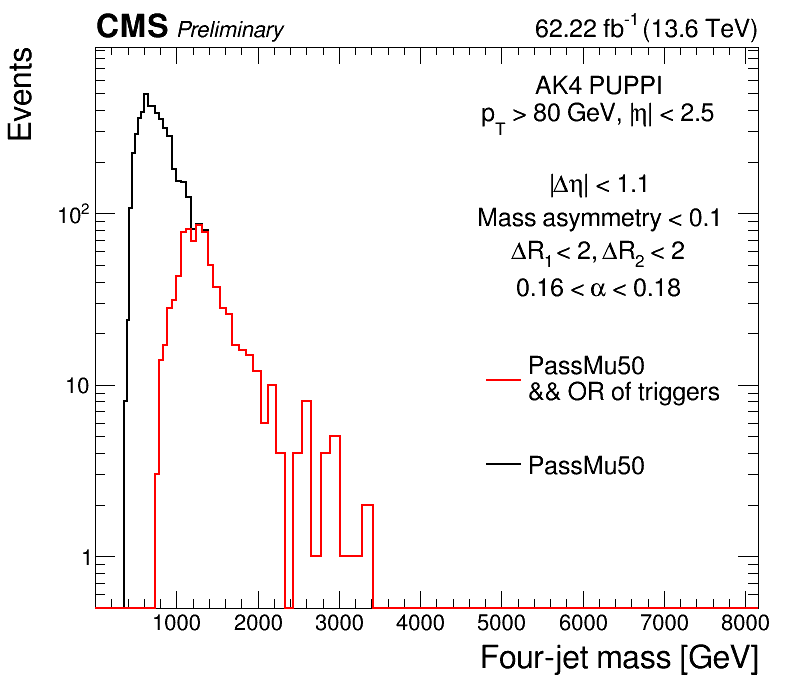 CMS Preliminary 62.22 fb⁻¹ (13.6 TeV)
Events
AK4 PUPPI
p_T > 80 GeV, |η| < 2.5
|Δη| < 1.1
Mass asymmetry < 0.1
ΔR₁ < 2, ΔR₂ < 2
0.16 < α < 0.18
PassMu50
&& OR of triggers
PassMu50
10²
10
1
1000 2000 3000 4000 5000 6000 7000 8000
Four-jet mass [GeV]